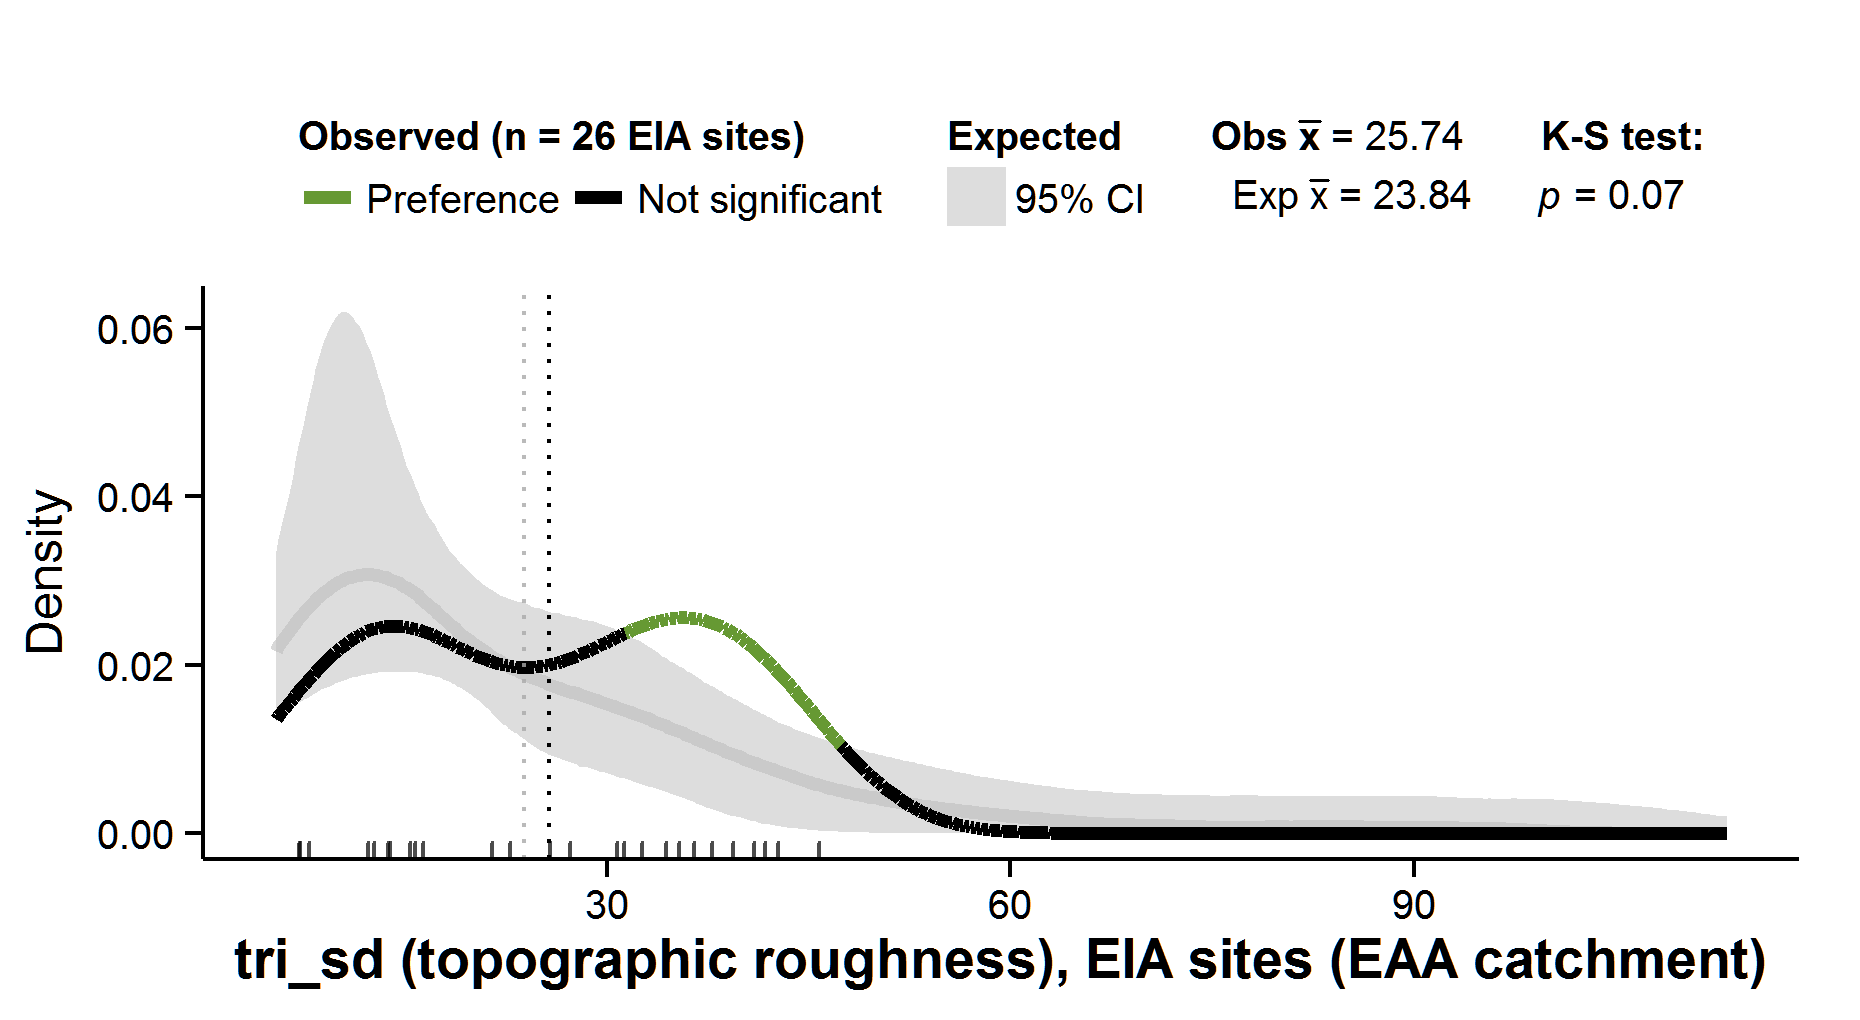 Observed (n = 26 EIA sites) Expected Obs x̅ = 25.74 K-S test:
Preference Not significant 95% CI Exp x̅ = 23.84 p = 0.07
0.06
0.04
0.02
0.00
Density
30 60 90
tri_sd (topographic roughness), EIA sites (EAA catchment)